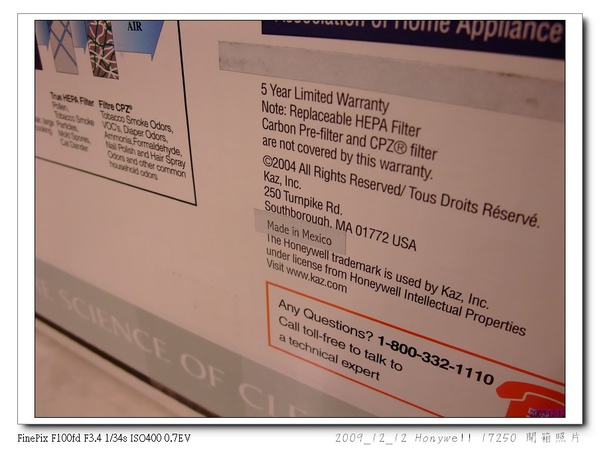 AIR
Association of Home Appliance
True HEPA Filter
Pollen,
Tobacco Smoke
Particles,
Mold Spores,
Cat Dander
Filtre CPZ®
Tobacco Smoke Odors,
VOC's, Diaper Odors,
Ammonia, Formaldehyde,
Nail Polish and Hair Spray
Odors and other common
household odors
5 Year Limited Warranty
Note: Replaceable HEPA Filter
Carbon Pre-filter and CPZ® filter
are not covered by this warranty.
©2004 All Rights Reserved/ Tous Droits Réservé.
Kaz, Inc.
250 Turnpike Rd.
Southborough, MA 01772 USA
Made in Mexico
The Honeywell trademark is used by Kaz, Inc.
under license from Honeywell Intellectual Properties
Visit www.kaz.com
Any Questions? 1-800-332-1110
Call toll-free to talk to
a technical expert
E SCIENCE OF CLE
FinePix F100fd F3.4 1/34s ISO400 0.7EV
2009_12_12 Honywell 17250 開箱照片